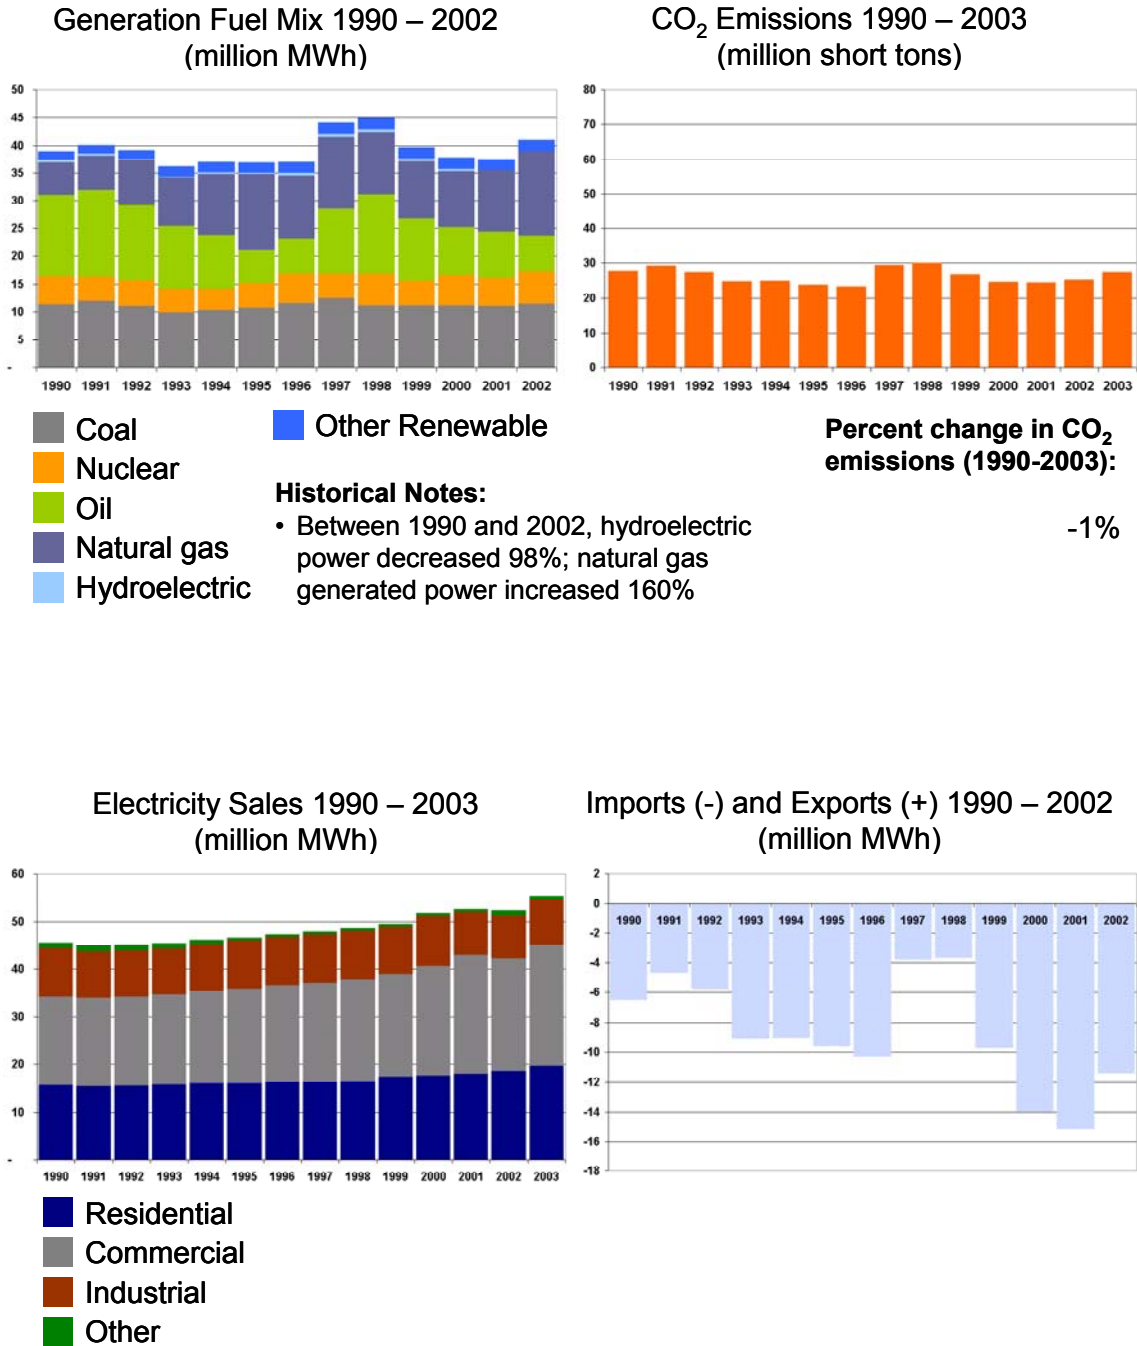 Generation Fuel Mix 1990 – 2002
(million MWh)
50
45
40
35
30
25
20
15
10
5
-
1990 1991 1992 1993 1994 1995 1996 1997 1998 1999 2000 2001 2002
Coal
Nuclear
Oil
Natural gas
Hydroelectric
Other Renewable
Historical Notes:
• Between 1990 and 2002, hydroelectric
power decreased 98%; natural gas
generated power increased 160%
CO₂ Emissions 1990 – 2003
(million short tons)
80
70
60
50
40
30
20
10
0
1990 1991 1992 1993 1994 1995 1996 1997 1998 1999 2000 2001 2002 2003
Percent change in CO₂
emissions (1990-2003):
-1%
Electricity Sales 1990 – 2003
(million MWh)
60
50
40
30
20
10
-
1990 1991 1992 1993 1994 1995 1996 1997 1998 1999 2000 2001 2002 2003
Residential
Commercial
Industrial
Other
Imports (-) and Exports (+) 1990 – 2002
(million MWh)
2
0
-2
-4
-6
-8
-10
-12
-14
-16
-18
1990 1991 1992 1993 1994 1995 1996 1997 1998 1999 2000 2001 2002